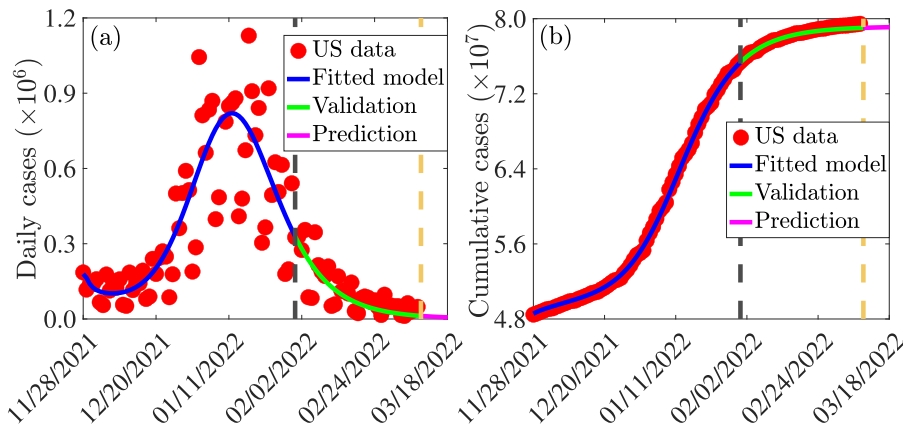 (a)
Daily cases (×10⁶)
1.2
0.9
0.6
0.3
0.0
US data
Fitted model
Validation
Prediction
11/28/2021
12/20/2021
01/11/2022
02/02/2022
02/24/2022
03/18/2022
(b)
Cumulative cases (×10⁷)
8.0
7.2
6.4
5.6
4.8
US data
Fitted model
Validation
Prediction
11/28/2021
12/20/2021
01/11/2022
02/02/2022
02/24/2022
03/18/2022